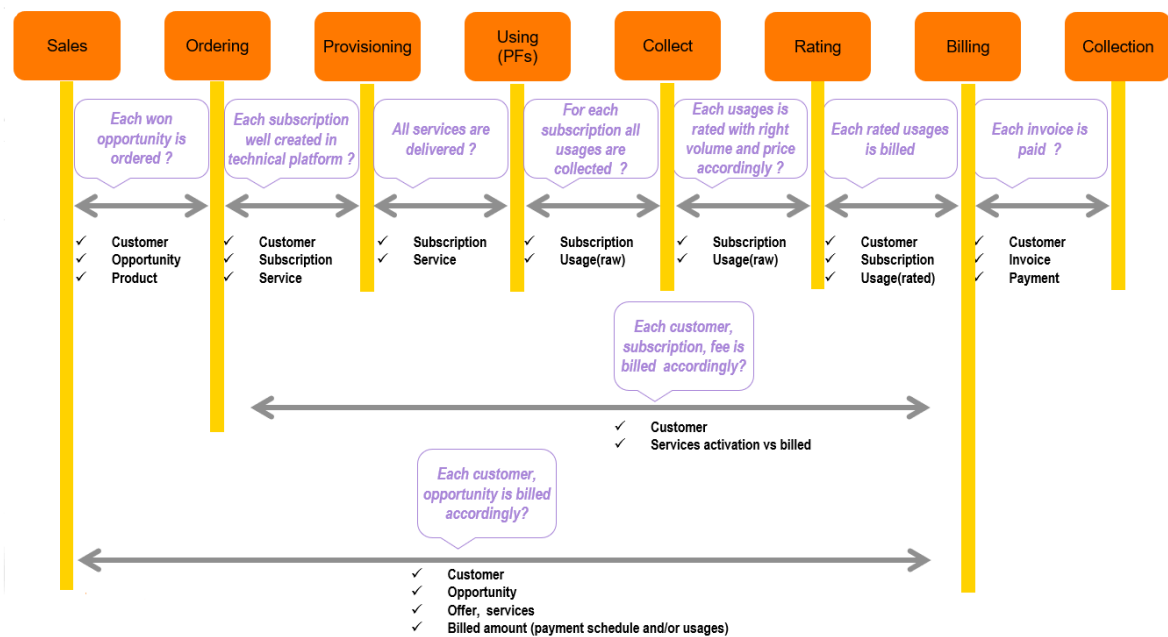 Sales
Ordering
Provisioning
Using
(PFs)
Collect
Rating
Billing
Collection
Each won
opportunity is
ordered ?
Each subscription
well created in
technical platform ?
All services are
delivered ?
For each
subscription all
usages are
collected ?
Each usages is
rated with right
volume and price
accordingly ?
Each rated usages
is billed
Each invoice is
paid ?
✓ Customer
✓ Opportunity
✓ Product
✓ Customer
✓ Subscription
✓ Service
✓ Subscription
✓ Service
✓ Subscription
✓ Usage(raw)
✓ Subscription
✓ Usage(raw)
✓ Customer
✓ Subscription
✓ Usage(rated)
✓ Customer
✓ Invoice
✓ Payment
Each customer,
subscription, fee is
billed accordingly?
✓ Customer
✓ Services activation vs billed
Each customer,
opportunity is billed
accordingly?
✓ Customer
✓ Opportunity
✓ Offer, services
✓ Billed amount (payment schedule and/or usages)